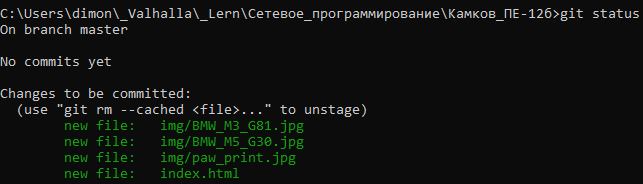 C:\Users\dimon\_Valhalla\_Lern\Сетевое_программирование\Камков_ПЕ-12б>git status
On branch master
No commits yet
Changes to be committed:
(use "git rm --cached <file>..." to unstage)
new file: img/BMW_M3_G81.jpg
new file: img/BMW_M5_G30.jpg
new file: img/paw_print.jpg
new file: index.html